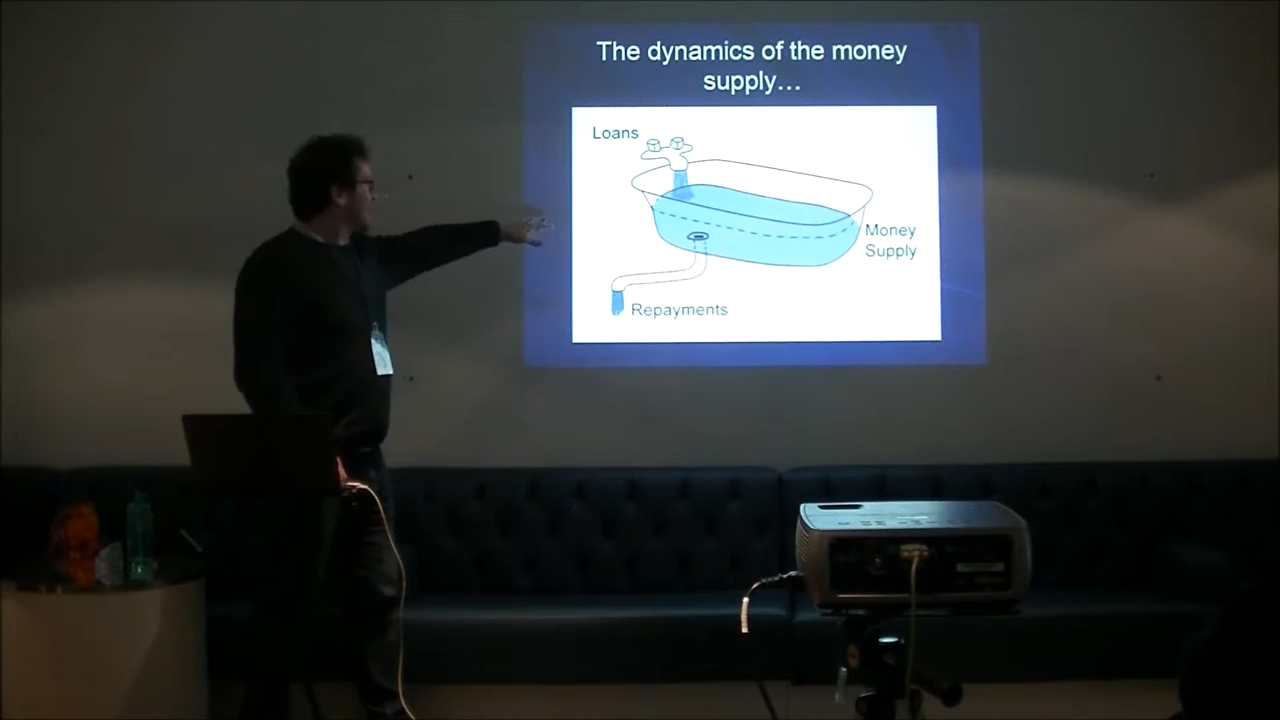 The dynamics of the money
supply…
Loans
Money
Supply
Repayments